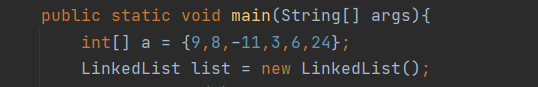 public static void main(String[] args){
int[] a = {9,8,-11,3,6,24};
LinkedList list = new LinkedList();